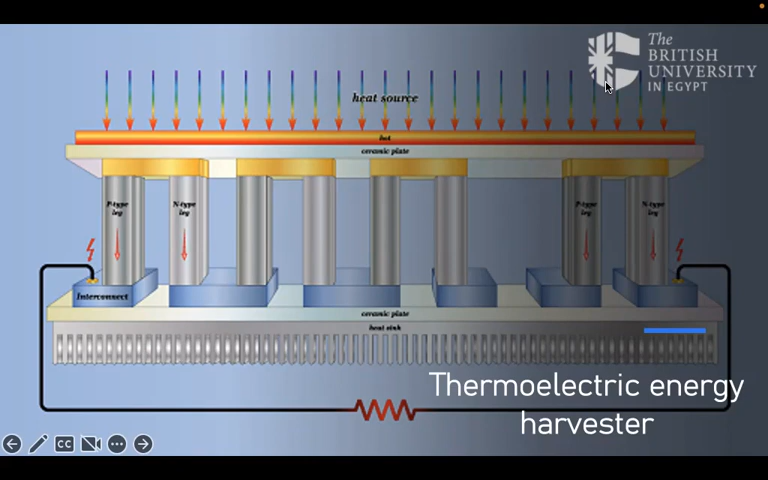 The
BRITISH
UNIVERSITY
IN EGYPT
heat source
hot
ceramic plate
P-type
leg
N-type
leg
P-type
leg
N-type
leg
Interconnect
ceramic plate
heat sink
Thermoelectric energy
harvester
CC